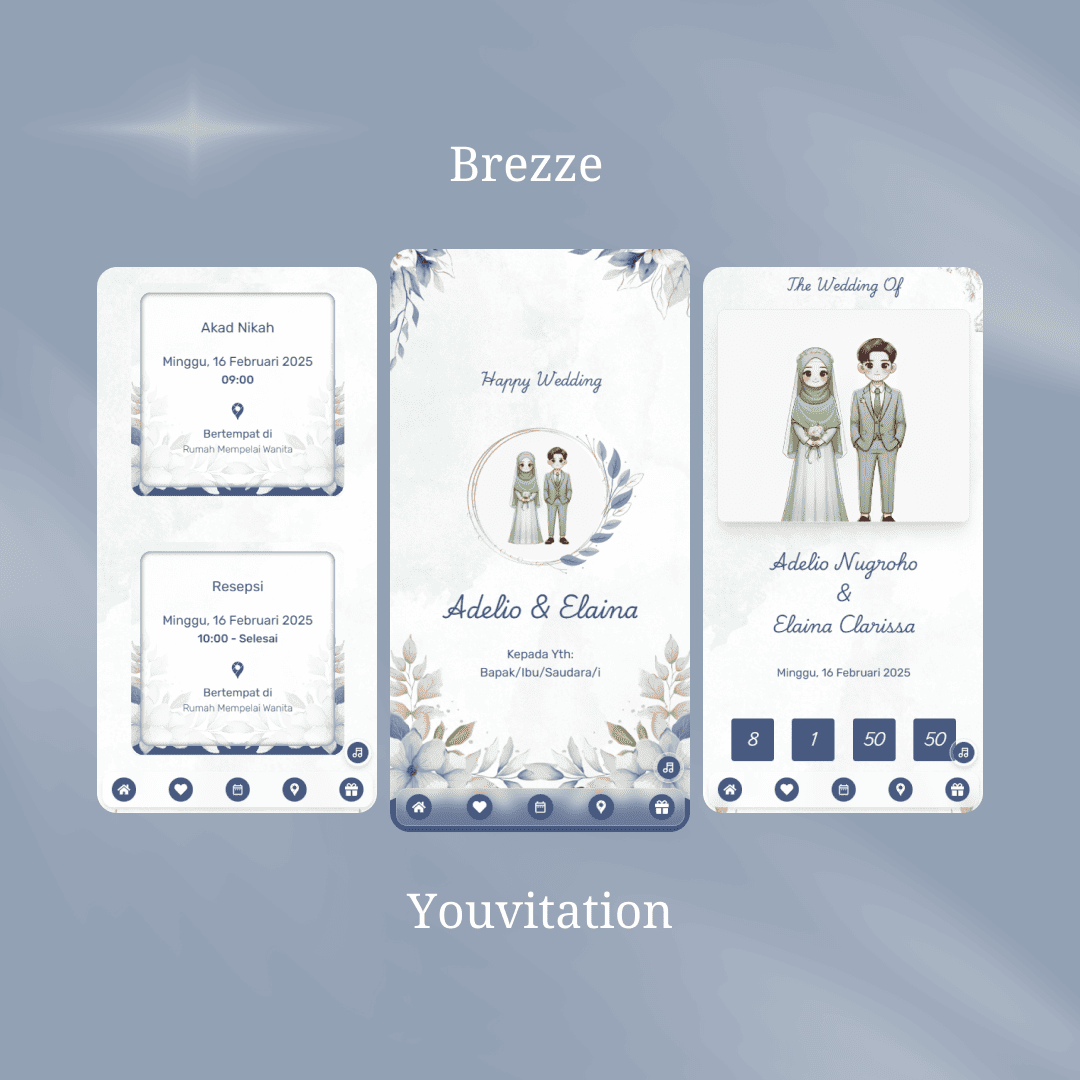 Brezze
Akad Nikah
Minggu, 16 Februari 2025
09:00
Bertempat di
Rumah Mempelai Wanita
Resepsi
Minggu, 16 Februari 2025
10:00 - Selesai
Bertempat di
Rumah Mempelai Wanita
Happy Wedding
Adelio & Elaina
Kepada Yth:
Bapak/Ibu/Saudara/i
The Wedding Of
Adelio Nugroho
&
Elaina Clarissa
Minggu, 16 Februari 2025
8 1 50 50
Youvitation